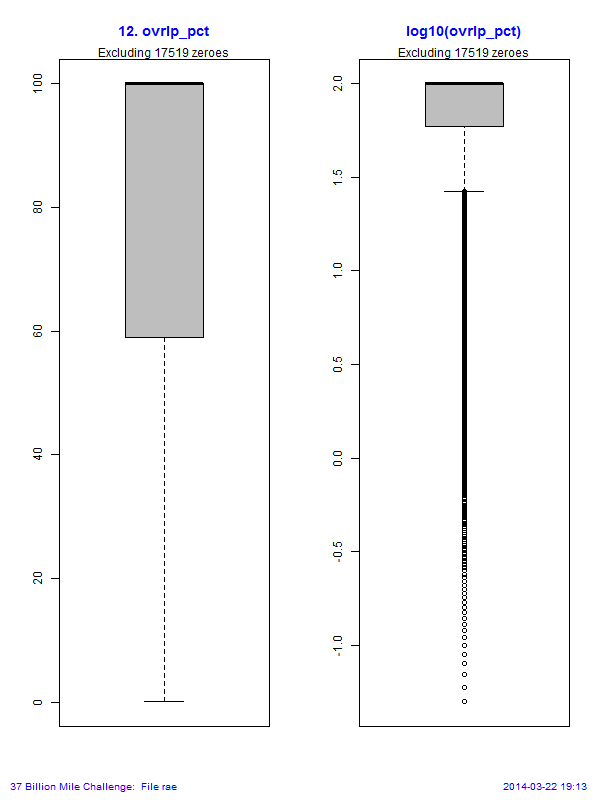 12. ovrlp_pct
Excluding 17519 zeroes
100
80
60
40
20
0
log10(ovrlp_pct)
Excluding 17519 zeroes
2.0
1.5
1.0
0.5
0.0
-0.5
-1.0
37 Billion Mile Challenge: File rae
2014-03-22 19:13